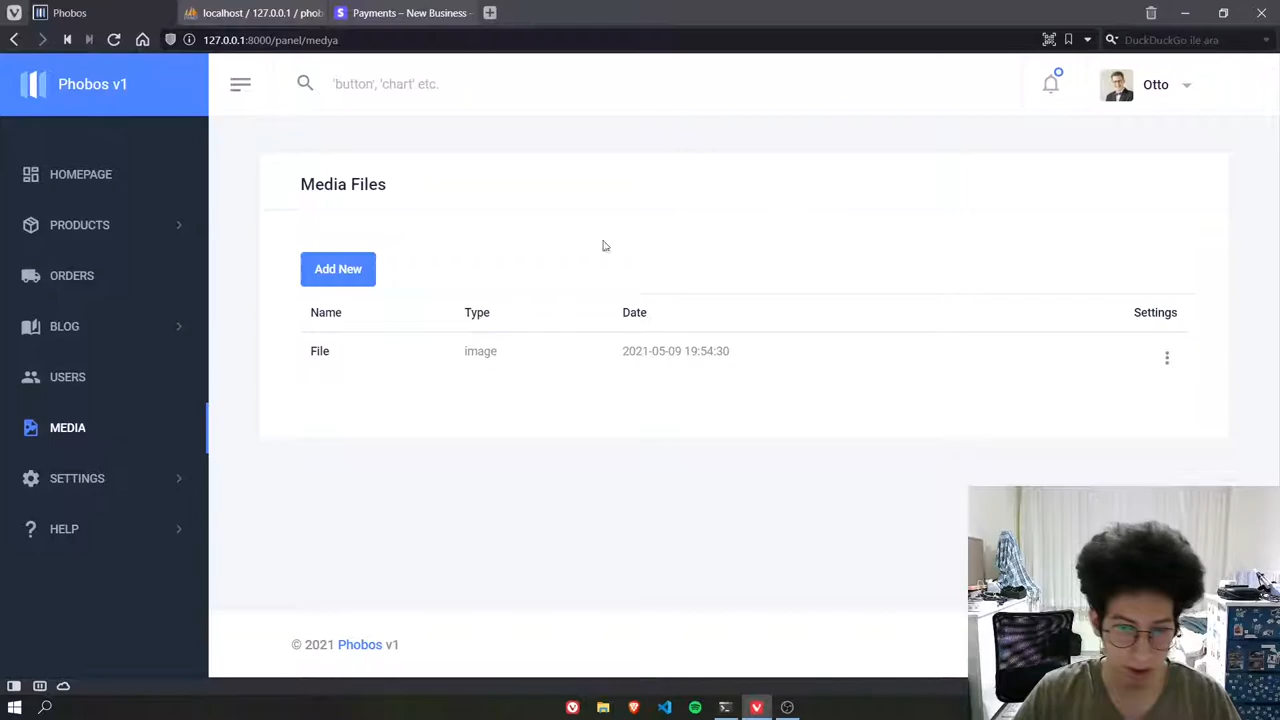 Phobos
localhost / 127.0.0.1 / phob
Payments – New Business –
127.0.0.1:8000/panel/medya
DuckDuckGo ile ara
Phobos v1
'button', 'chart' etc.
Otto
HOMEPAGE
PRODUCTS
ORDERS
BLOG
USERS
MEDIA
SETTINGS
HELP
Media Files
Add New
Name Type Date Settings
File image 2021-05-09 19:54:30
© 2021 Phobos v1